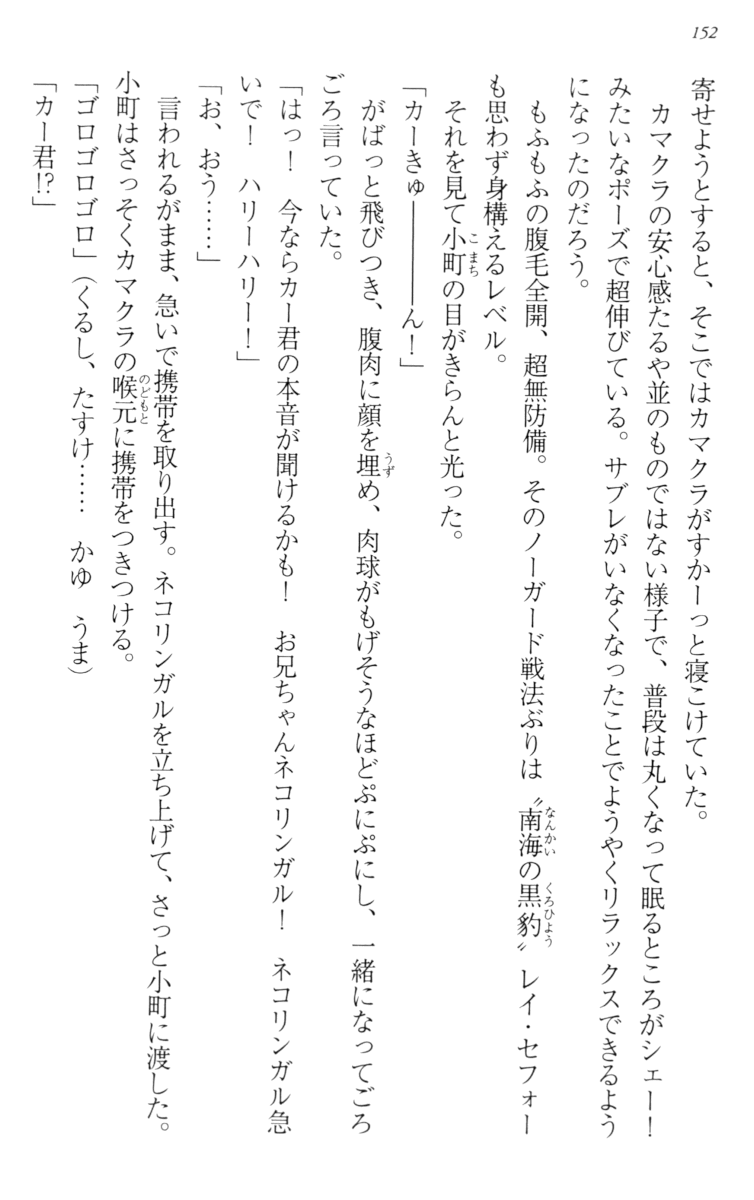 152
寄せようとすると、そこではカマクラがすかーっと寝こけていた。
　カマクラの安心感たるや並のものではない様子で、普段は丸くなって眠るところがシェー！
みたいなポーズで超伸びている。サブレがいなくなったことでようやくリラックスできるよう
になったのだろう。
　もふもふの腹毛全開、超無防備。そのノーガード戦法ぶりは〝南海の黒豹〟レイ・セフォー
も思わず身構えるレベル。
　それを見て小町の目がきらんと光った。
「カーきゅ————ん！」
　がばっと飛びつき、腹肉に顔を埋め、肉球がもげそうなほどぷにぷにし、一緒になってごろ
ごろ言っていた。
「はっ！　今ならカー君の本音が聞けるかも！　お兄ちゃんネコリンガル！　ネコリンガル急
いで！　ハリーハリー！」
「お、おう……」
　言われるがまま、急いで携帯を取り出す。ネコリンガルを立ち上げて、さっと小町に渡した。
小町はさっそくカマクラの喉元に携帯をつきつける。
「ゴロゴロゴロ」（くるし、たすけ……　かゆ　うま）
「カー君!?」